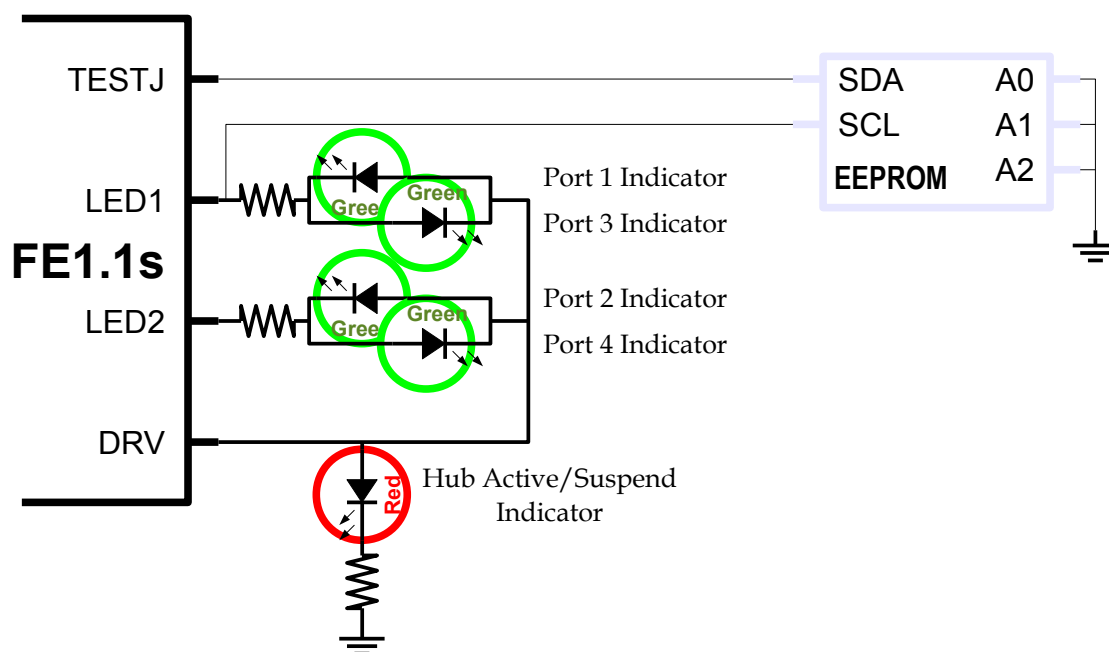 TESTJ
SDA
A0
SCL
A1
EEPROM
A2
LED1
Green
Gree
Port 1 Indicator
Port 3 Indicator
FE1.1s
LED2
Green
Gree
Port 2 Indicator
Port 4 Indicator
DRV
Red
Hub Active/Suspend
Indicator